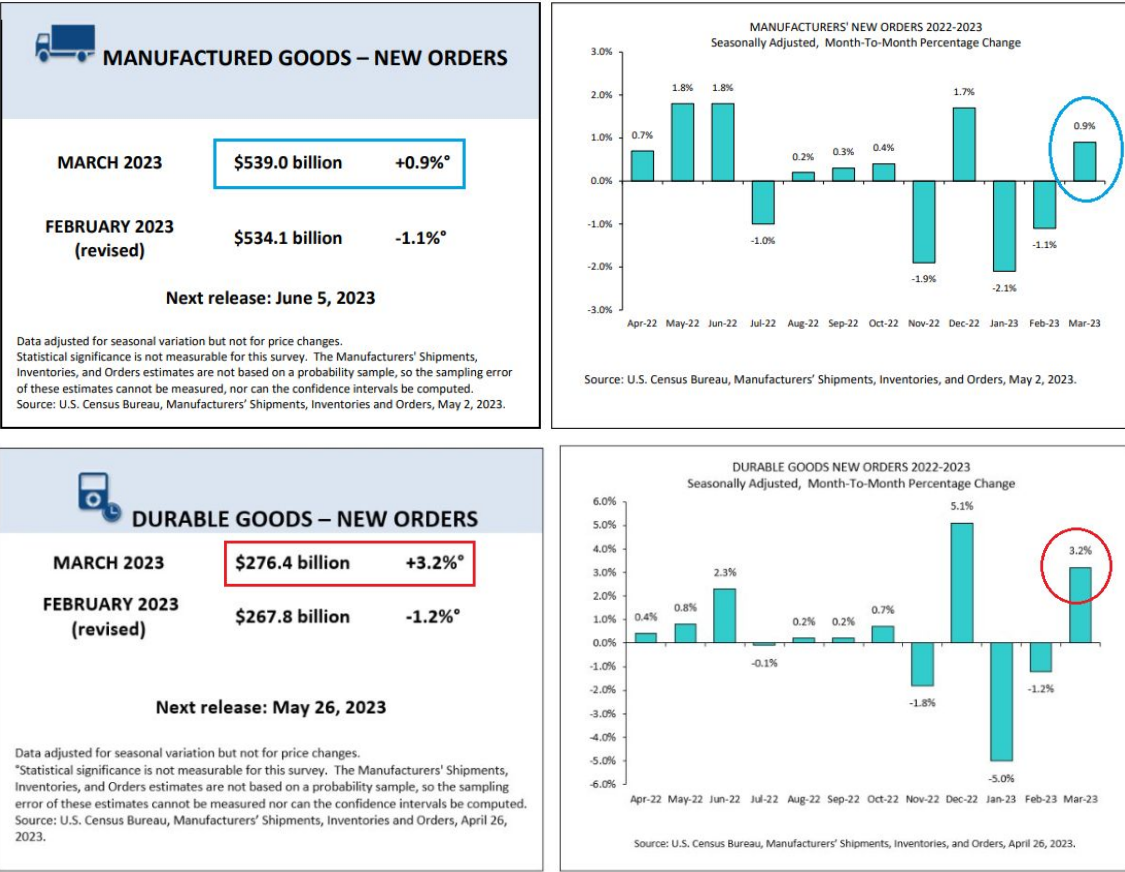 MANUFACTURED GOODS – NEW ORDERS
MARCH 2023 $539.0 billion +0.9%°
FEBRUARY 2023
(revised) $534.1 billion -1.1%°
Next release: June 5, 2023
Data adjusted for seasonal variation but not for price changes.
Statistical significance is not measurable for this survey. The Manufacturers' Shipments,
Inventories, and Orders estimates are not based on a probability sample, so the sampling error
of these estimates cannot be measured, nor can the confidence intervals be computed.
Source: U.S. Census Bureau, Manufacturers' Shipments, Inventories and Orders, May 2, 2023.
MANUFACTURERS' NEW ORDERS 2022-2023
Seasonally Adjusted, Month-To-Month Percentage Change
3.0%
2.0%
1.0%
0.0%
-1.0%
-2.0%
-3.0%
0.7%
1.8%
1.8%
-1.0%
0.2%
0.3%
0.4%
-1.9%
1.7%
-2.1%
-1.1%
0.9%
Apr-22 May-22 Jun-22 Jul-22 Aug-22 Sep-22 Oct-22 Nov-22 Dec-22 Jan-23 Feb-23 Mar-23
Source: U.S. Census Bureau, Manufacturers' Shipments, Inventories, and Orders, May 2, 2023.
DURABLE GOODS – NEW ORDERS
MARCH 2023 $276.4 billion +3.2%°
FEBRUARY 2023
(revised) $267.8 billion -1.2%°
Next release: May 26, 2023
Data adjusted for seasonal variation but not for price changes.
°Statistical significance is not measurable for this survey. The Manufacturers' Shipments,
Inventories, and Orders estimates are not based on a probability sample, so the sampling
error of these estimates cannot be measured nor can the confidence intervals be computed.
Source: U.S. Census Bureau, Manufacturers' Shipments, Inventories and Orders, April 26,
2023.
DURABLE GOODS NEW ORDERS 2022-2023
Seasonally Adjusted, Month-To-Month Percentage Change
6.0%
5.0%
4.0%
3.0%
2.0%
1.0%
0.0%
-1.0%
-2.0%
-3.0%
-4.0%
-5.0%
-6.0%
0.4%
0.8%
2.3%
-0.1%
0.2%
0.2%
0.7%
-1.8%
5.1%
-5.0%
-1.2%
3.2%
Apr-22 May-22 Jun-22 Jul-22 Aug-22 Sep-22 Oct-22 Nov-22 Dec-22 Jan-23 Feb-23 Mar-23
Source: U.S. Census Bureau, Manufacturers' Shipments, Inventories, and Orders, April 26, 2023.